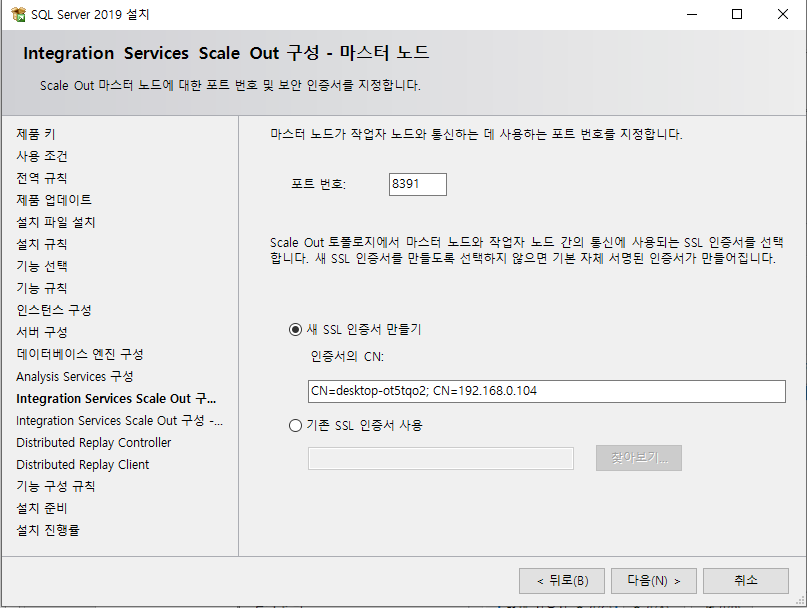 SQL Server 2019 설치
Integration Services Scale Out 구성 - 마스터 노드
Scale Out 마스터 노드에 대한 포트 번호 및 보안 인증서를 지정합니다.
제품 키
사용 조건
전역 규칙
제품 업데이트
설치 파일 설치
설치 규칙
기능 선택
기능 규칙
인스턴스 구성
서버 구성
데이터베이스 엔진 구성
Analysis Services 구성
Integration Services Scale Out 구...
Integration Services Scale Out 구성 -...
Distributed Replay Controller
Distributed Replay Client
기능 구성 규칙
설치 준비
설치 진행률
마스터 노드가 작업자 노드와 통신하는 데 사용하는 포트 번호를 지정합니다.
포트 번호: 8391
Scale Out 토폴로지에서 마스터 노드와 작업자 노드 간의 통신에 사용되는 SSL 인증서를 선택
합니다. 새 SSL 인증서를 만들도록 선택하지 않으면 기본 자체 서명된 인증서가 만들어집니다.
새 SSL 인증서 만들기
인증서의 CN:
CN=desktop-ot5tqo2; CN=192.168.0.104
기존 SSL 인증서 사용
찾아보기...
< 뒤로(B) 다음(N) > 취소